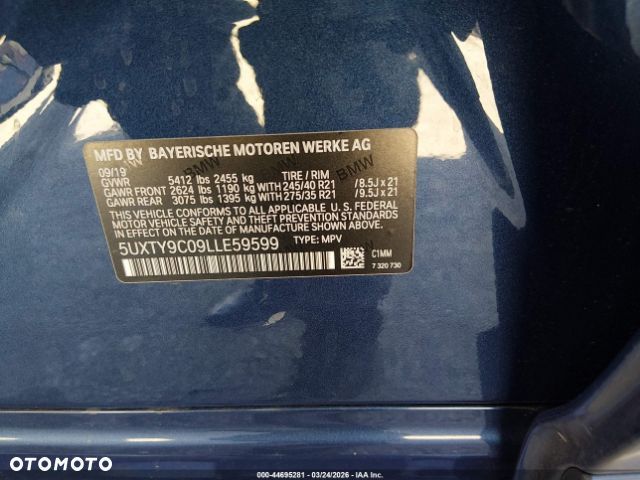 MFD BY BAYERISCHE MOTOREN WERKE AG
09/19
GVWR 5412 lbs 2455 kg TIRE / RIM
GAWR FRONT 2624 lbs 1190 kg WITH 245/40 R21 /8.5J x 21
GAWR REAR 3075 lbs 1395 kg WITH 275/35 R21 /9.5J x 21
THIS VEHICLE CONFORMS TO ALL APPLICABLE U.S. FEDERAL
MOTOR VEHICLE SAFETY, BUMPER AND THEFT PREVENTION
STANDARDS IN EFFECT ON THE DATE OF MANUFACTURE
SHOWN ABOVE.
5UXTY9C09LLE59599 TYPE: MPV
C1MM
7 320 730
BMW
BMW
BMW
OTOMOTO
000-44695281 - 03/24/2026 - IAA Inc.